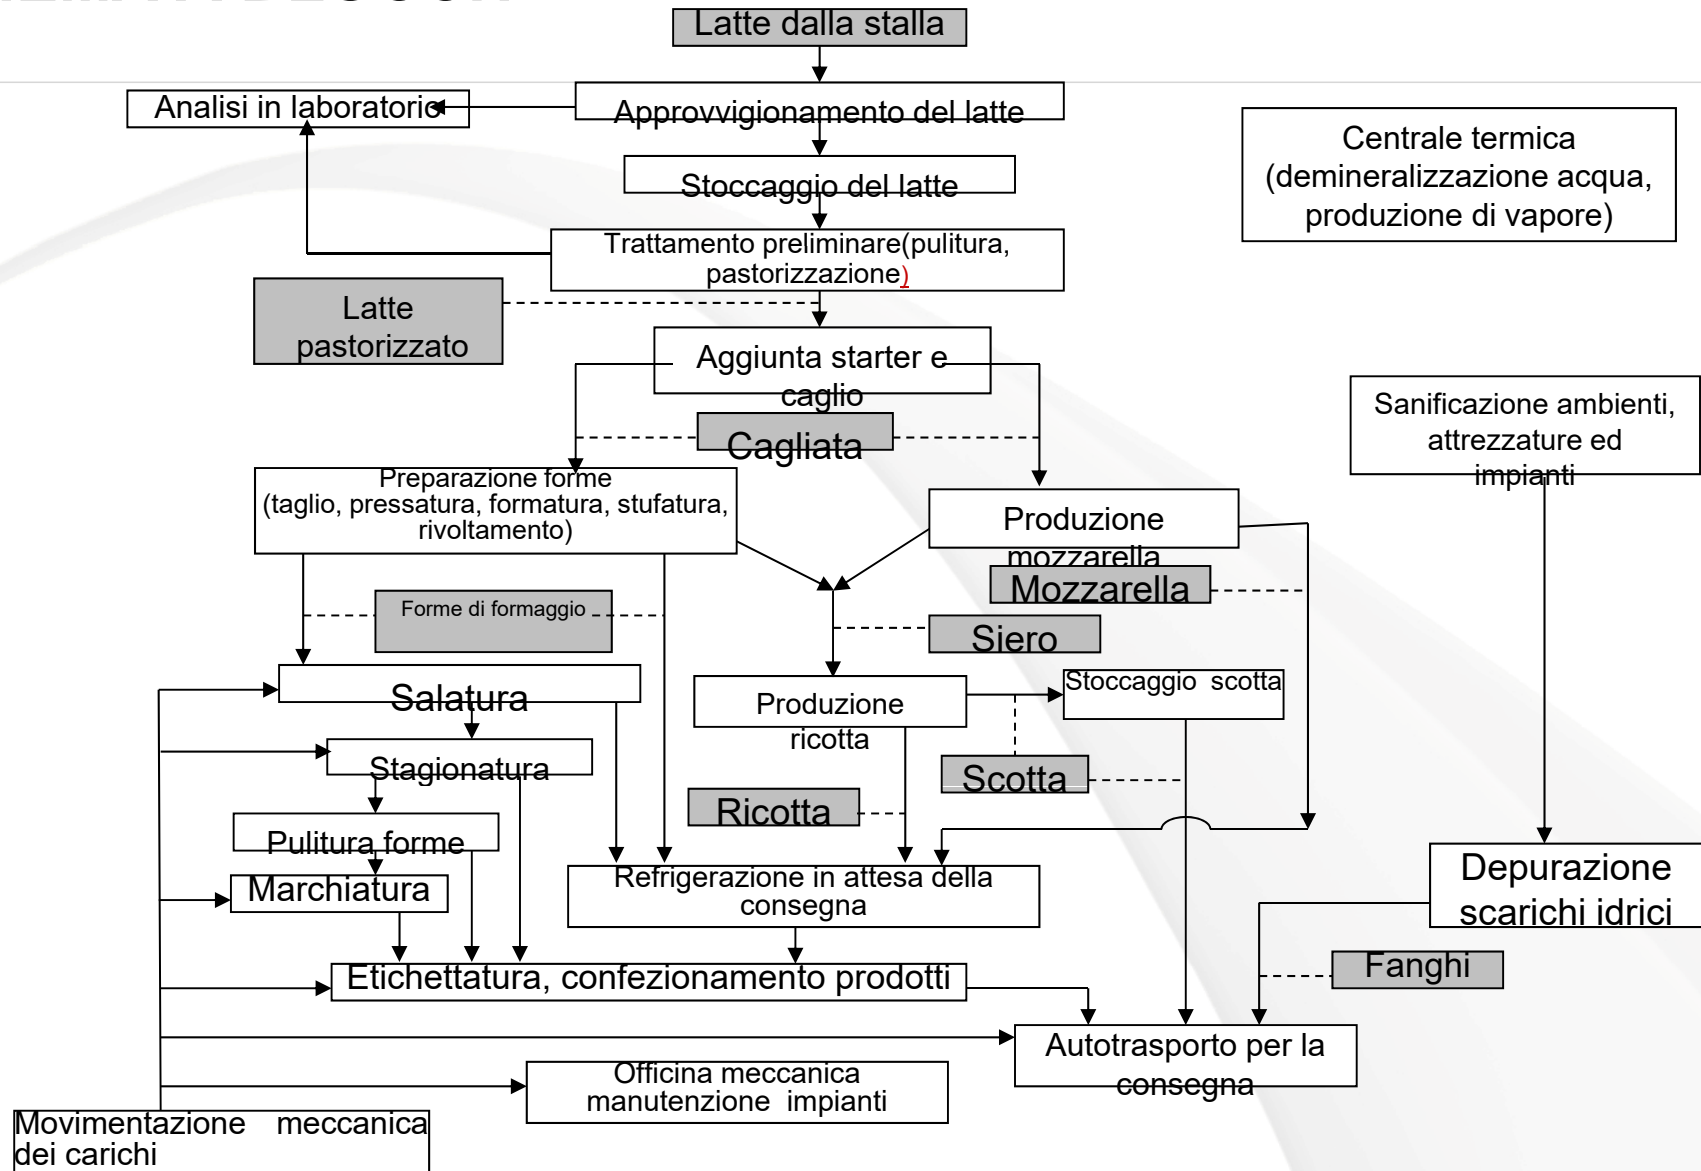 Latte dalla stalla
Analisi in laboratorio
Approvvigionamento del latte
Centrale termica
(demineralizzazione acqua,
produzione di vapore)
Stoccaggio del latte
Trattamento preliminare(pulitura,
pastorizzazione)
Latte
pastorizzato
Aggiunta starter e
caglio
Sanificazione ambienti,
attrezzature ed
impianti
Cagliata
Preparazione forme
(taglio, pressatura, formatura, stufatura,
rivoltamento)
Produzione
mozzarella
Mozzarella
Forme di formaggio
Siero
Salatura
Produzione
ricotta
Stoccaggio scotta
Stagionatura
Scotta
Ricotta
Pulitura forme
Marchiatura
Refrigerazione in attesa della
consegna
Depurazione
scarichi idrici
Etichettatura, confezionamento prodotti
Fanghi
Autotrasporto per la
consegna
Officina meccanica
manutenzione impianti
Movimentazione meccanica
dei carichi